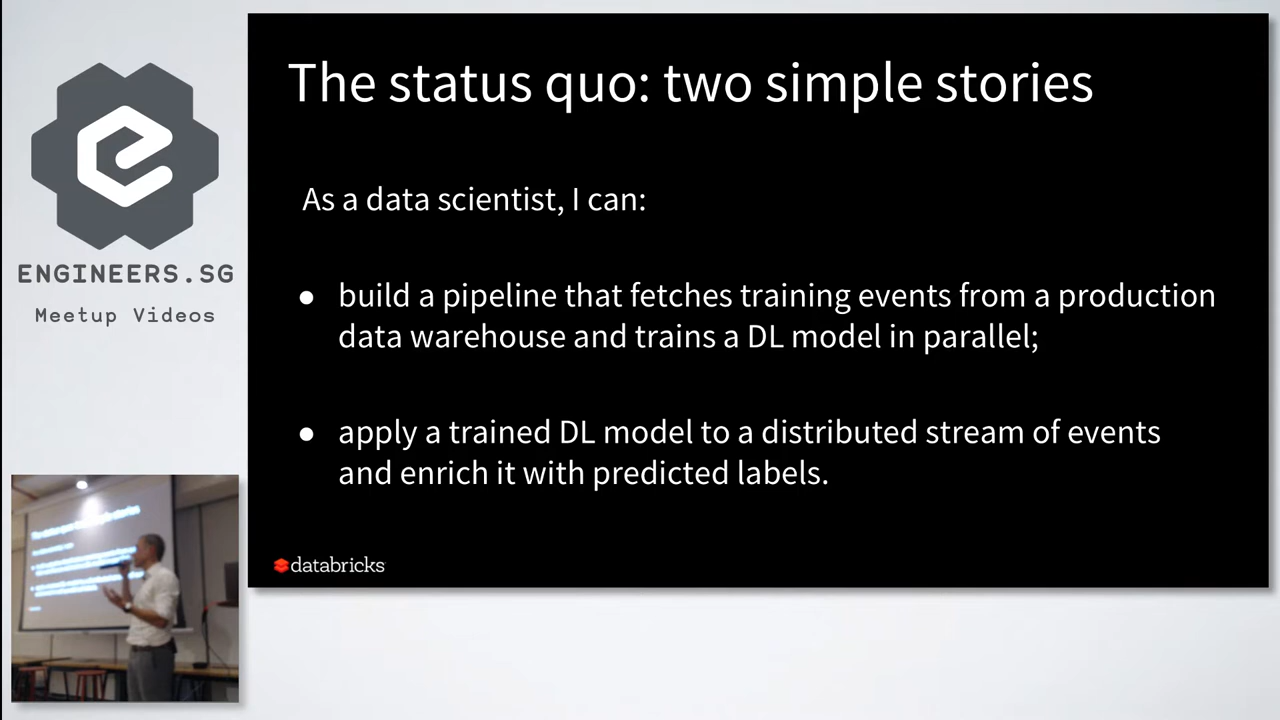 The status quo: two simple stories
As a data scientist, I can:
● build a pipeline that fetches training events from a production
data warehouse and trains a DL model in parallel;
● apply a trained DL model to a distributed stream of events
and enrich it with predicted labels.
databricks
ENGINEERS.SG
Meetup Videos